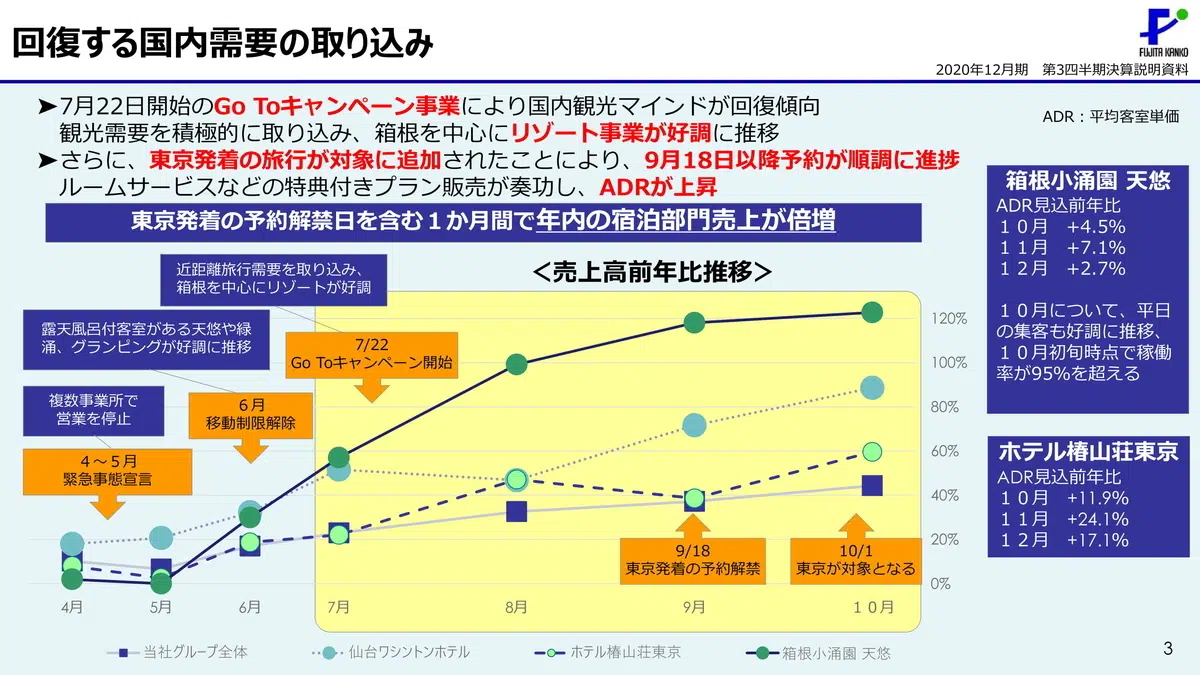 回復する国内需要の取り込み
FUJITA KANKO
2020年12月期　第3四半期決算説明資料
➤7月22日開始のGo Toキャンペーン事業により国内観光マインドが回復傾向
観光需要を積極的に取り込み、箱根を中心にリゾート事業が好調に推移
➤さらに、東京発着の旅行が対象に追加されたことにより、9月18日以降予約が順調に進捗
ルームサービスなどの特典付きプラン販売が奏功し、ADRが上昇
ADR：平均客室単価
東京発着の予約解禁日を含む１か月間で年内の宿泊部門売上が倍増
＜売上高前年比推移＞
近距離旅行需要を取り込み、
箱根を中心にリゾートが好調
露天風呂付客室がある天悠や緑
涌、グランピングが好調に推移
複数事業所で
営業を停止
４～５月
緊急事態宣言
６月
移動制限解除
7/22
Go Toキャンペーン開始
9/18
東京発着の予約解禁
10/1
東京が対象となる
120%
100%
80%
60%
40%
20%
0%
4月
5月
6月
7月
8月
9月
１０月
当社グループ全体
仙台ワシントンホテル
ホテル椿山荘東京
箱根小涌園 天悠
箱根小涌園 天悠
ADR見込前年比
１０月　+4.5%
１１月　+7.1%
１２月　+2.7%
１０月について、平日
の集客も好調に推移、
１０月初旬時点で稼働
率が95%を超える
ホテル椿山荘東京
ADR見込前年比
１０月　+11.9%
１１月　+24.1%
１２月　+17.1%
3